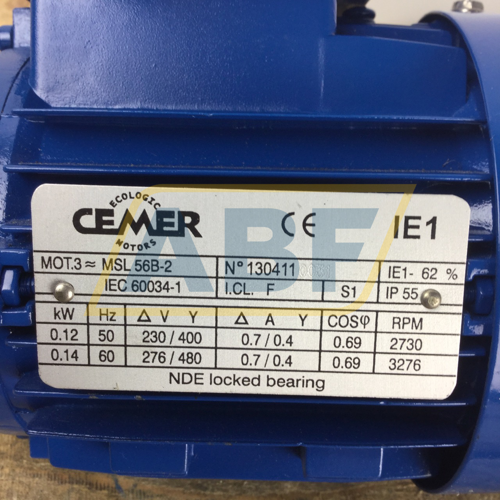 ECOLOGIC
CEMER
MOTORS
CE
IE1
MOT.3≈ MSL 56B-2 N° 130411 IE1- 62 %
IEC 60034-1 I.CL. F S1 IP 55
kW Hz Δ V Y Δ A Y COSφ RPM
0.12 50 230 / 400 0.7 / 0.4 0.69 2730
0.14 60 276 / 480 0.7 / 0.4 0.69 3276
NDE locked bearing
ABF